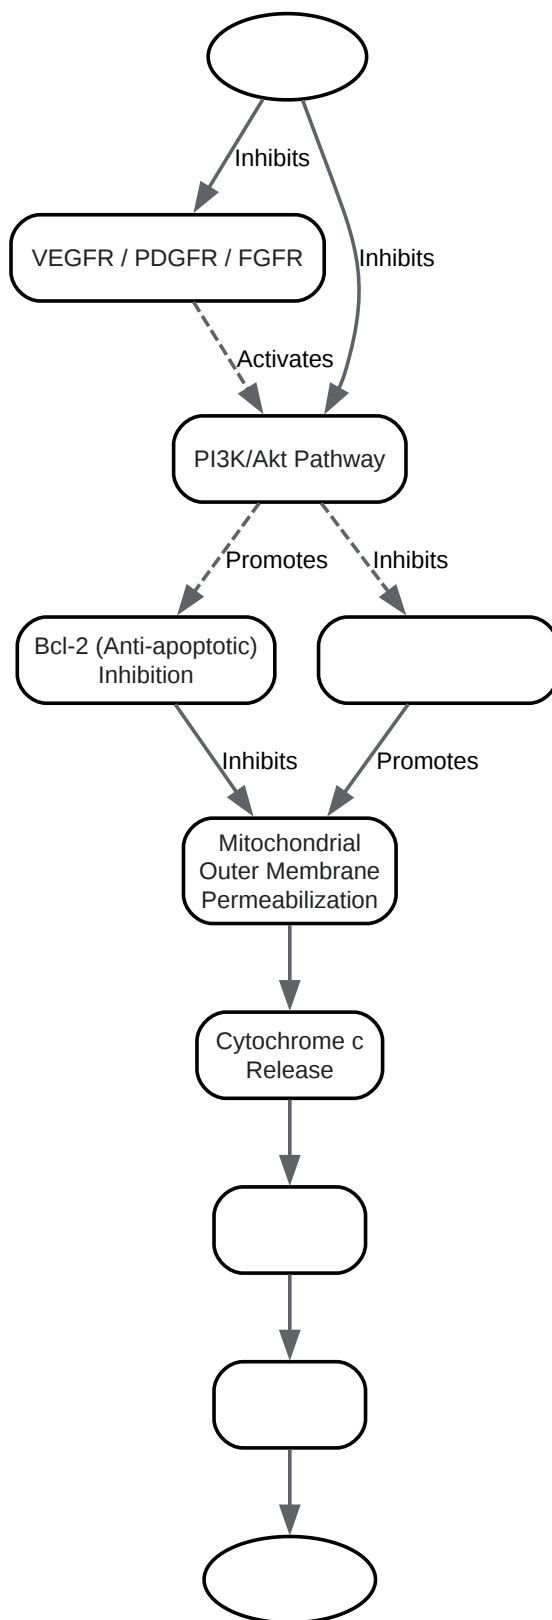 Inhibits
VEGFR / PDGFR / FGFR
Inhibits
Activates
PI3K/Akt Pathway
Promotes
Inhibits
Bcl-2 (Anti-apoptotic)
Inhibition
Inhibits
Promotes
Mitochondrial
Outer Membrane
Permeabilization
Cytochrome c
Release